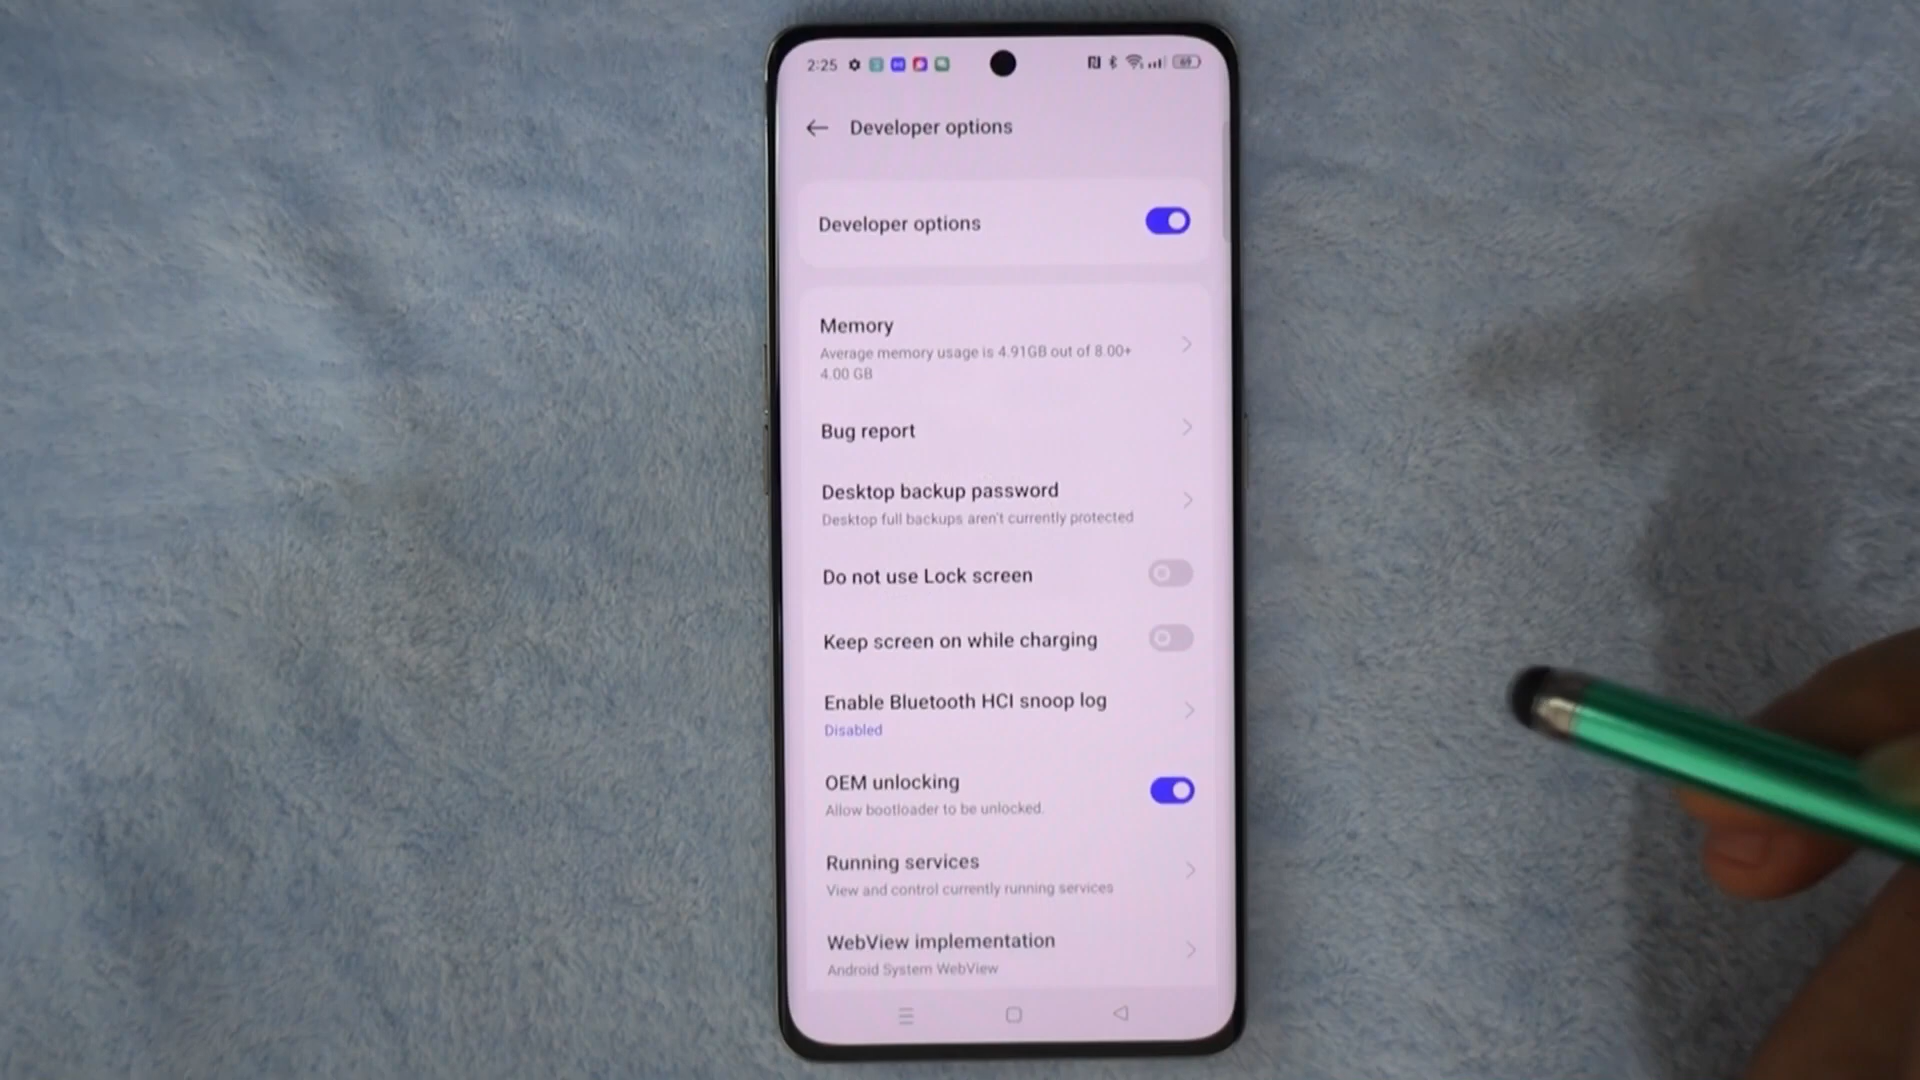 2:25
69
Developer options
Developer options
Memory
Average memory usage is 4.91GB out of 8.00+
4.00 GB
Bug report
Desktop backup password
Desktop full backups aren't currently protected
Do not use Lock screen
Keep screen on while charging
Enable Bluetooth HCI snoop log
Disabled
OEM unlocking
Allow bootloader to be unlocked.
Running services
View and control currently running services
WebView implementation
Android System WebView